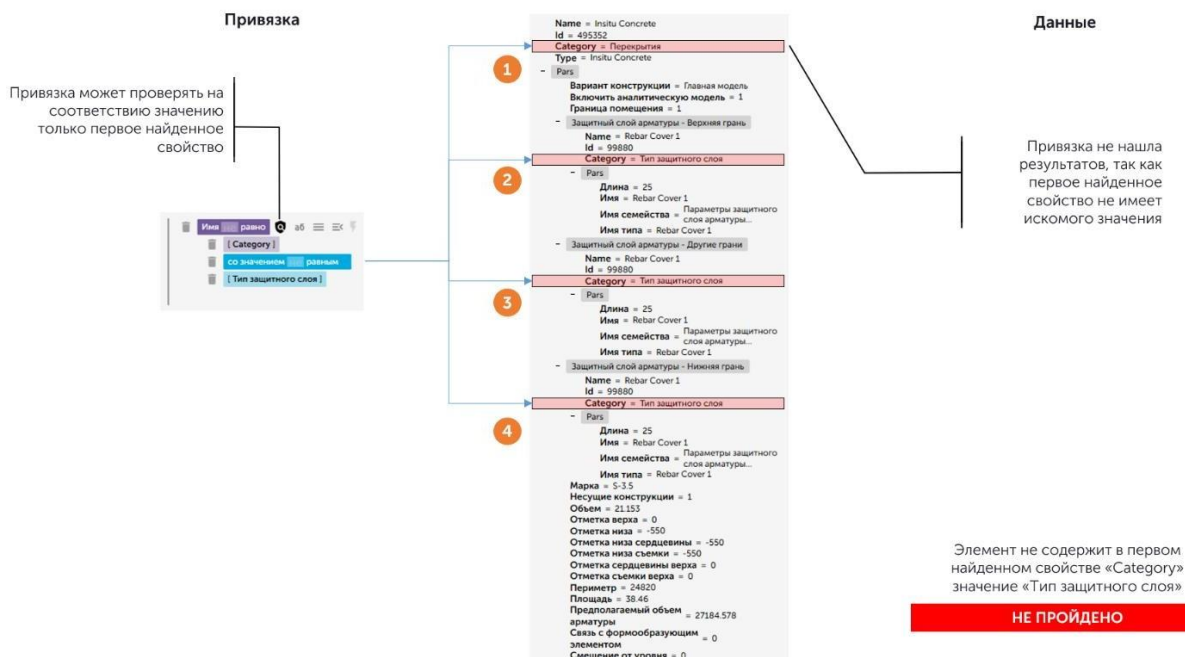 Привязка
Данные
Привязка может проверять на
соответствию значению
только первое найденное
свойство
Имя равно аб
[ Category ]
со значением равным
[ Тип защитного слоя ]
1
2
3
4
Name = Insitu Concrete
Id = 495352
Category = Перекрытия
Type = Insitu Concrete
− Pars
Вариант конструкции = Главная модель
Включить аналитическую модель = 1
Граница помещения = 1
− Защитный слой арматуры - Верхняя грань
Name = Rebar Cover 1
Id = 99880
Category = Тип защитного слоя
− Pars
Длина = 25
Имя = Rebar Cover 1
Имя семейства = Параметры защитного
слоя арматуры...
Имя типа = Rebar Cover 1
− Защитный слой арматуры - Другие грани
Name = Rebar Cover 1
Id = 99880
Category = Тип защитного слоя
− Pars
Длина = 25
Имя = Rebar Cover 1
Имя семейства = Параметры защитного
слоя арматуры...
Имя типа = Rebar Cover 1
− Защитный слой арматуры - Нижняя грань
Name = Rebar Cover 1
Id = 99880
Category = Тип защитного слоя
− Pars
Длина = 25
Имя = Rebar Cover 1
Имя семейства = Параметры защитного
слоя арматуры...
Имя типа = Rebar Cover 1
Марка = S-3.5
Несущие конструкции = 1
Объем = 21.153
Отметка верха = 0
Отметка низа = -550
Отметка низа сердцевины = -550
Отметка низа съемки = -550
Отметка сердцевины верха = 0
Отметка съемки верха = 0
Периметр = 24820
Площадь = 38.46
Предполагаемый объем
арматуры = 27184.578
Связь с формообразующим
элементом = 0
Смещение от уровня = 0
Привязка не нашла
результатов, так как
первое найденное
свойство не имеет
искомого значения
Элемент не содержит в первом
найденном свойстве «Category»
значение «Тип защитного слоя»
НЕ ПРОЙДЕНО